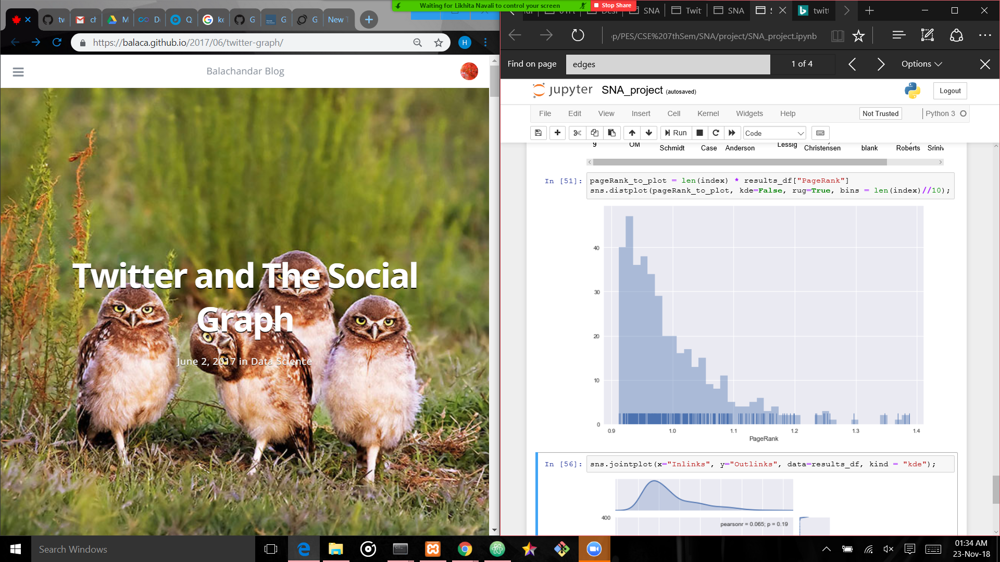 Waiting for Likhita Navali to control your screen
Stop Share
tw
M
D
Q
G
G
G
New T
SNA
Twit
SNA
twitt
https://balaca.github.io/2017/06/twitter-graph/
H
p/PES/CSE%207thSem/SNA/project/SNA_project.ipynb
Find on page
edges
1 of 4
Options
Balachandar Blog
Twitter and The Social
Graph
June 2, 2017 in Data Science
jupyter SNA_project (autosaved)
Logout
File Edit View Insert Cell Kernel Widgets Help
Not Trusted
Python 3
Run
Code
9 OM Schmidt Case Anderson Lessig Christensen blank Roberts Sriniv
In [51]:
pageRank_to_plot = len(index) * results_df["PageRank"]
sns.distplot(pageRank_to_plot, kde=False, rug=True, bins = len(index)//10);
40
30
20
10
0
0.9 1.0 1.1 1.2 1.3 1.4
PageRank
In [56]:
sns.jointplot(x="Inlinks", y="Outlinks", data=results_df, kind = "kde");
400
pearsonr = 0.065; p = 0.19
Search Windows
01:34 AM
23-Nov-18